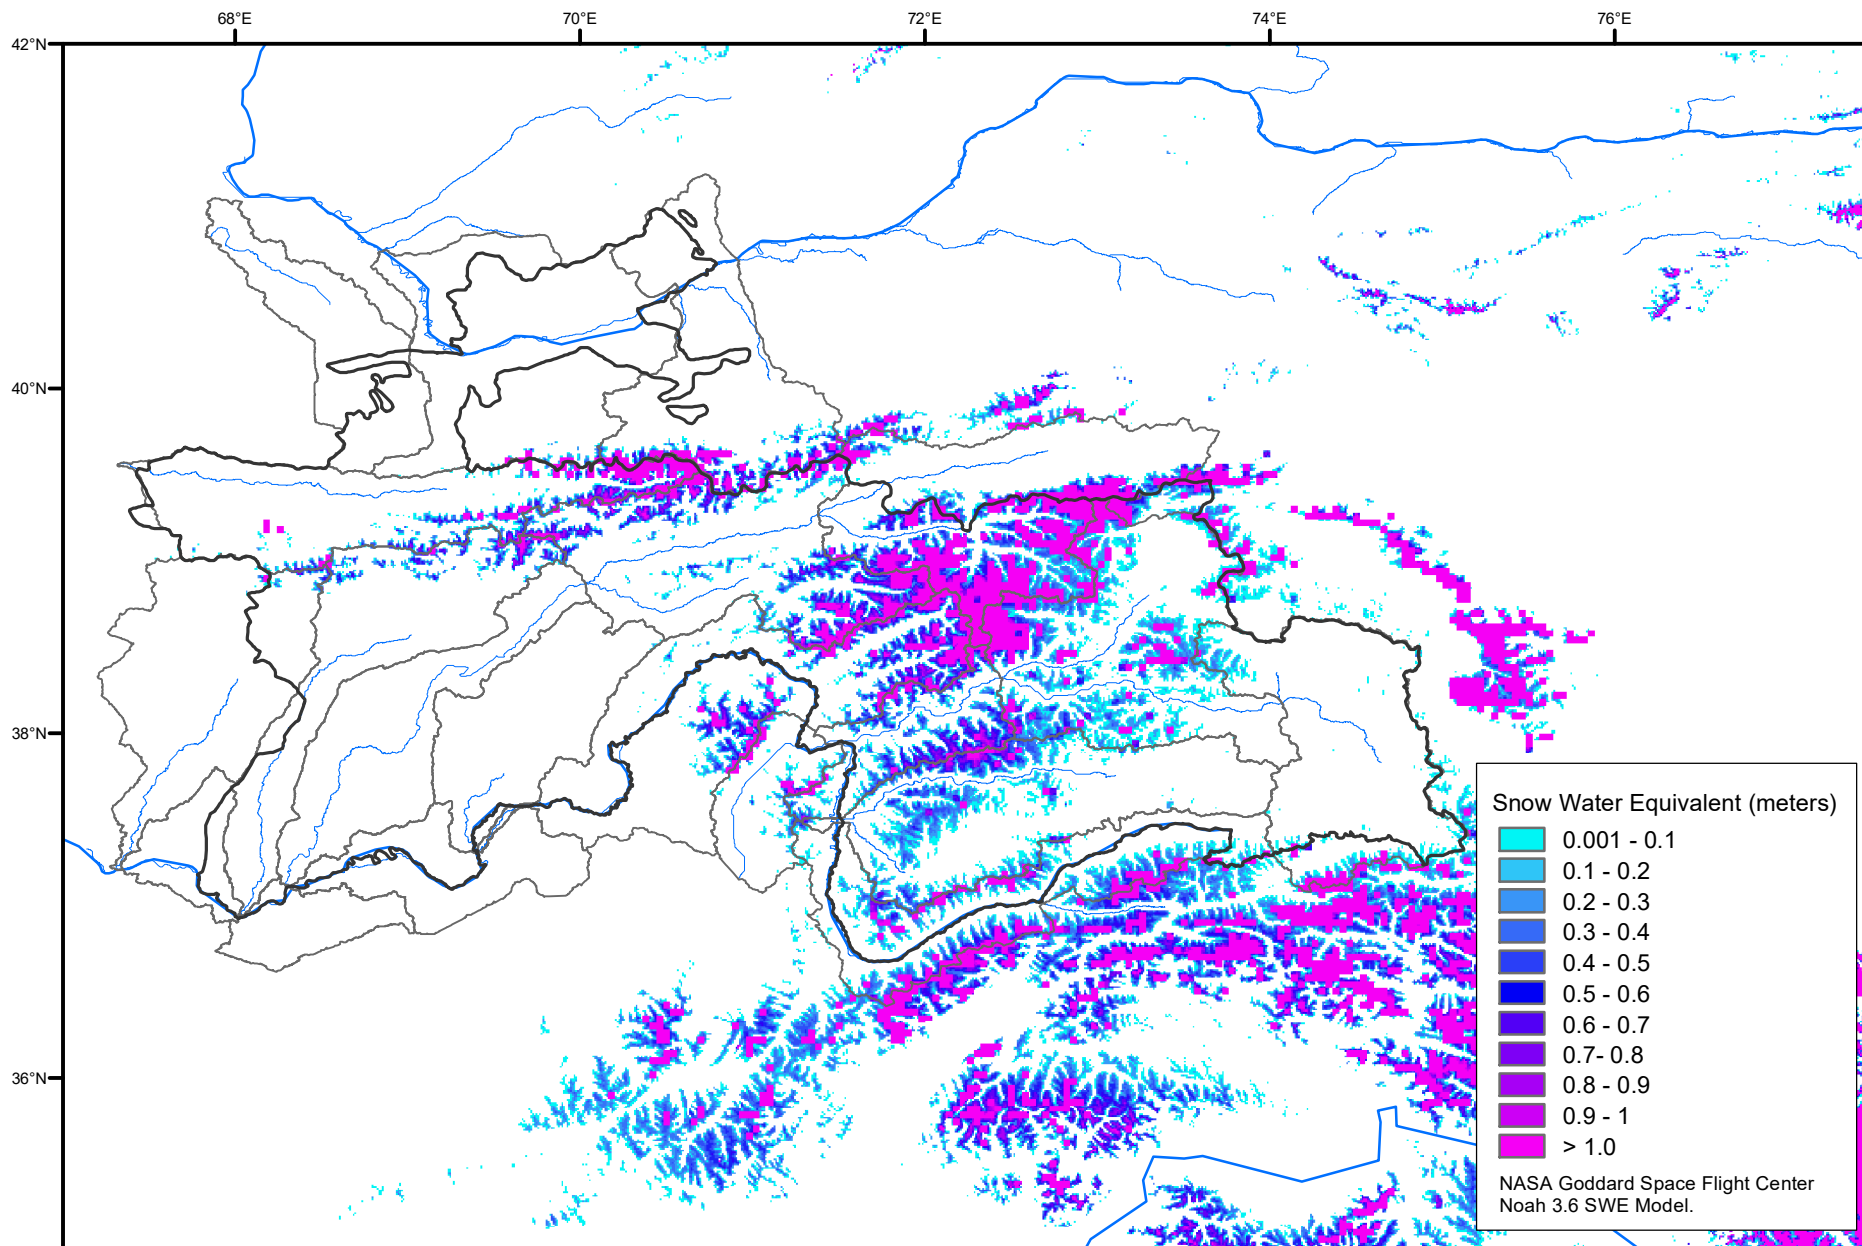 68°E 70°E 72°E 74°E 76°E
42°N
40°N
38°N
36°N
Snow Water Equivalent (meters)
0.001 - 0.1
0.1 - 0.2
0.2 - 0.3
0.3 - 0.4
0.4 - 0.5
0.5 - 0.6
0.6 - 0.7
0.7- 0.8
0.8 - 0.9
0.9 - 1
> 1.0
NASA Goddard Space Flight Center
Noah 3.6 SWE Model.